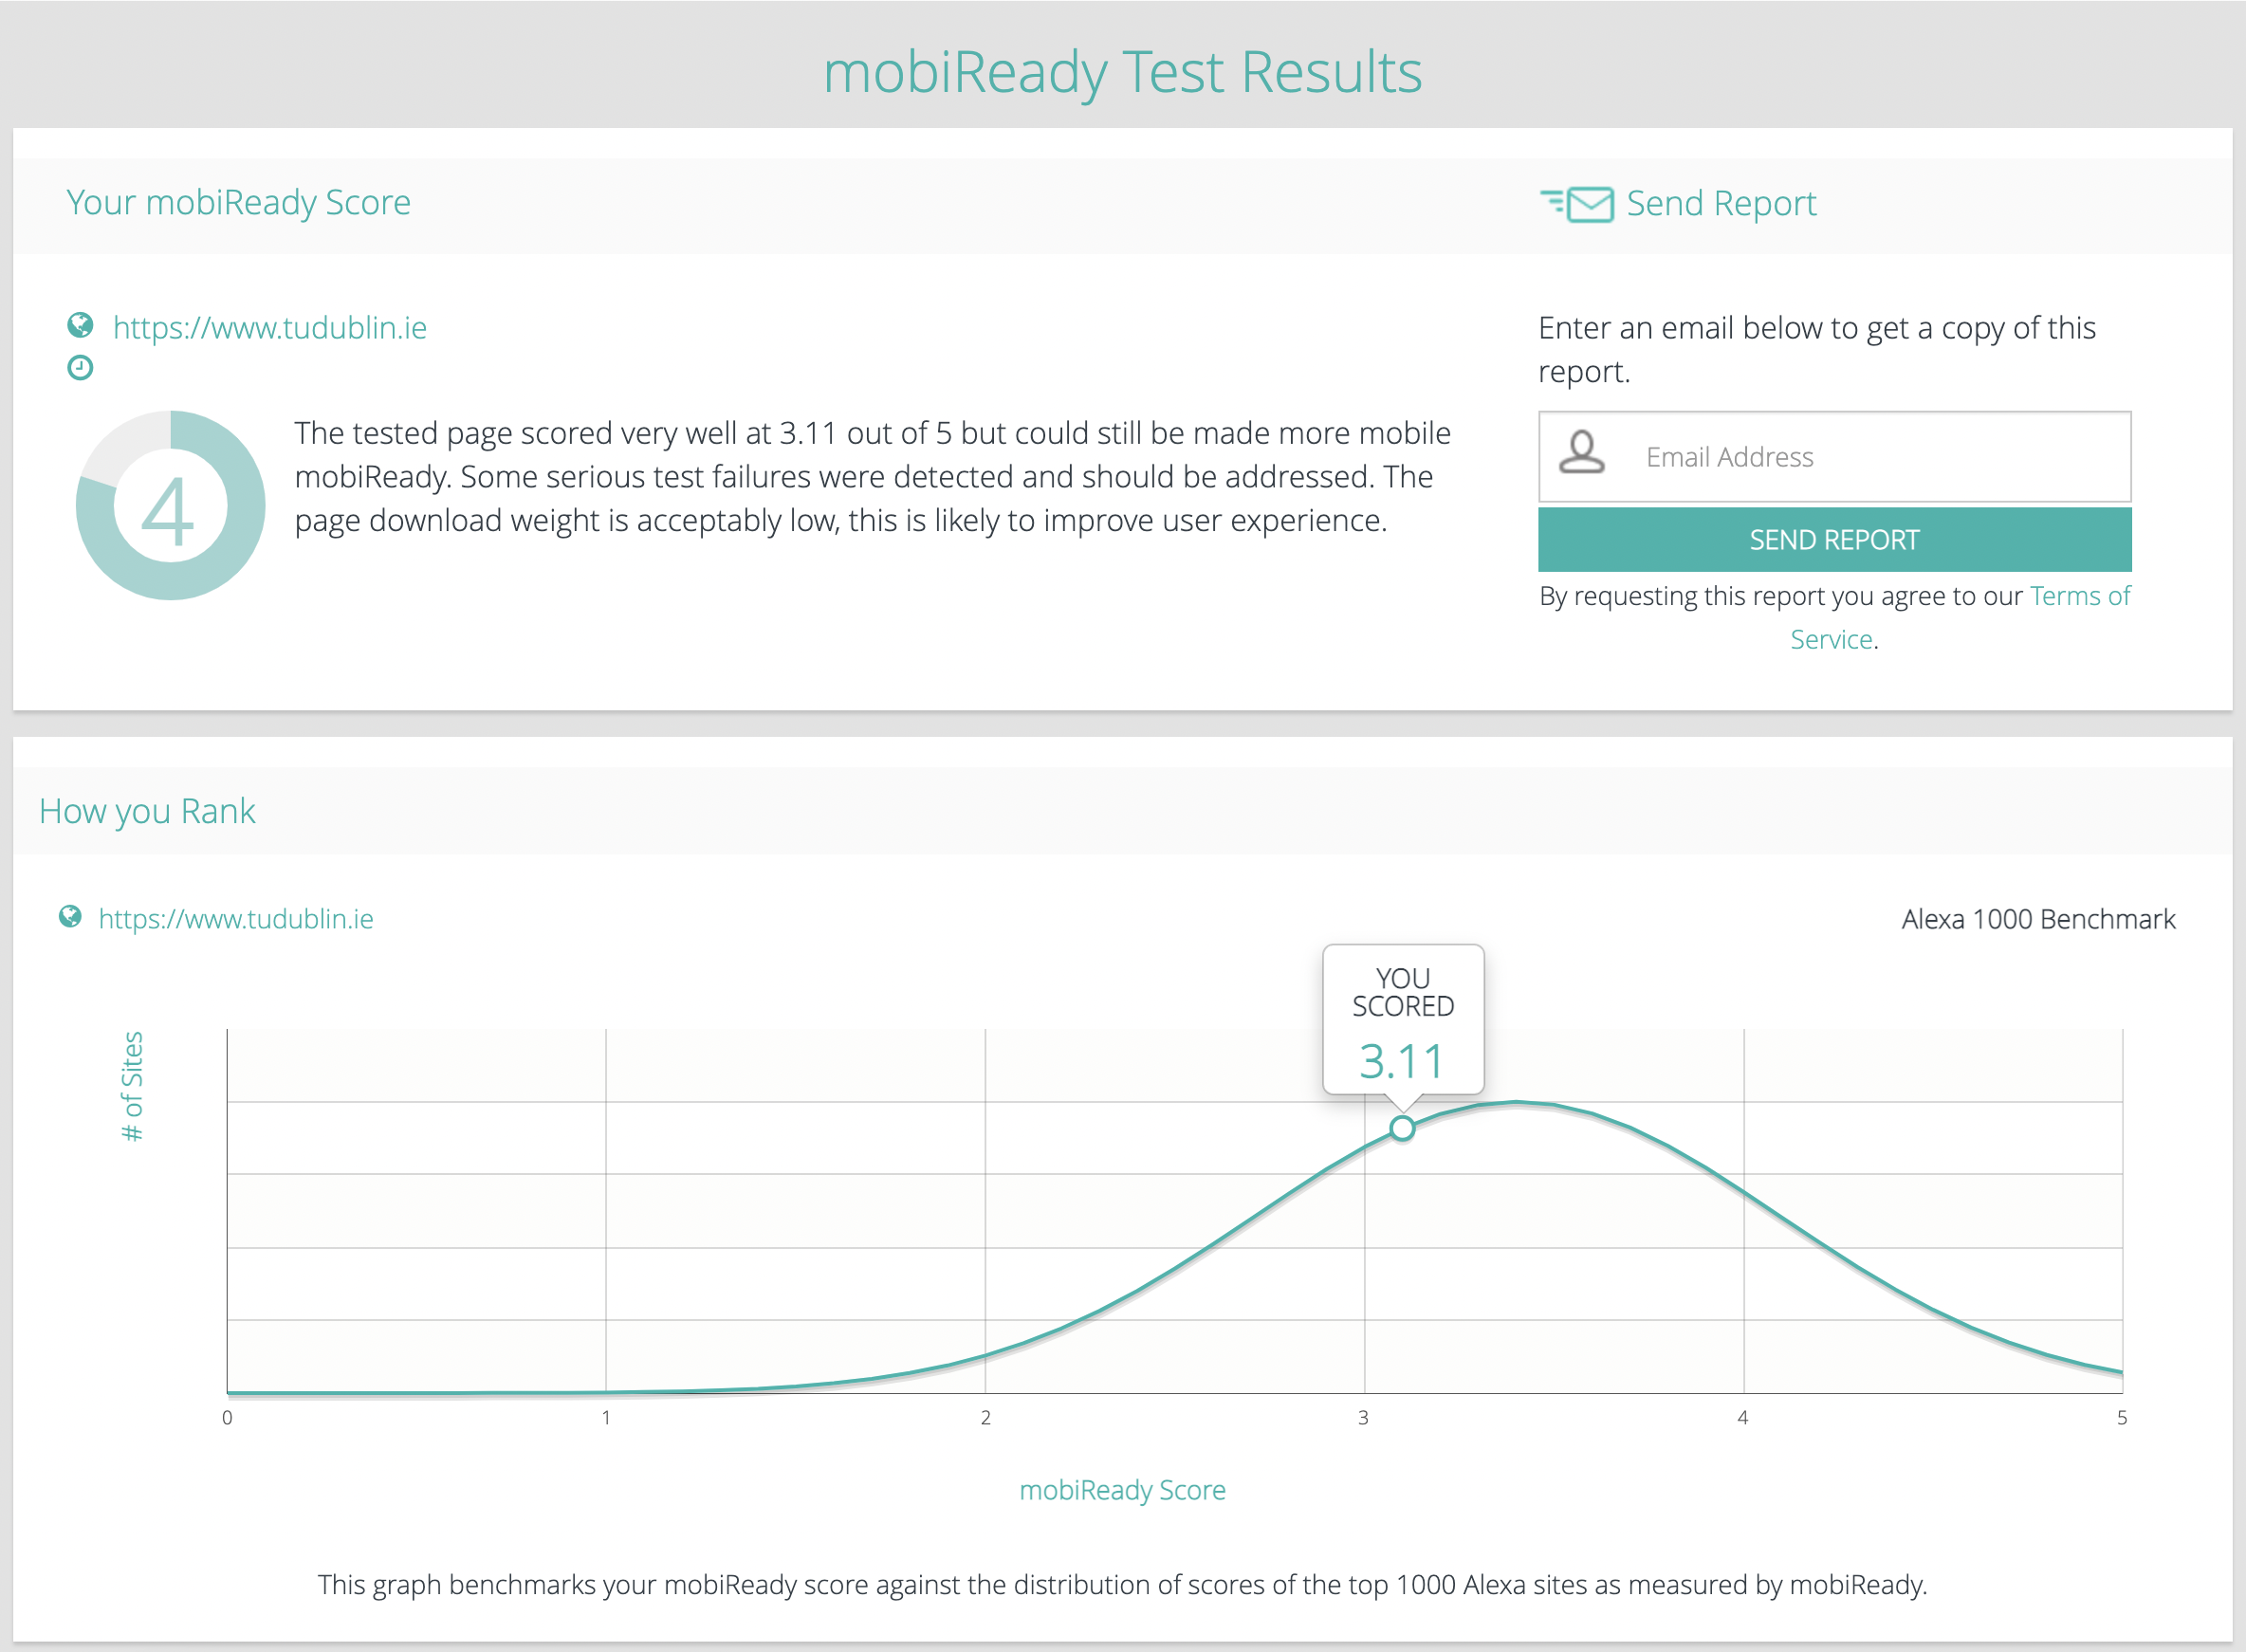 mobiReady Test Results
Your mobiReady Score
Send Report
https://www.tudublin.ie
4
The tested page scored very well at 3.11 out of 5 but could still be made more mobile
mobiReady. Some serious test failures were detected and should be addressed. The
page download weight is acceptably low, this is likely to improve user experience.
Enter an email below to get a copy of this
report.
Email Address
SEND REPORT
By requesting this report you agree to our Terms of
Service.
How you Rank
https://www.tudublin.ie
Alexa 1000 Benchmark
YOU
SCORED
3.11
# of Sites
0 1 2 3 4 5
mobiReady Score
This graph benchmarks your mobiReady score against the distribution of scores of the top 1000 Alexa sites as measured by mobiReady.